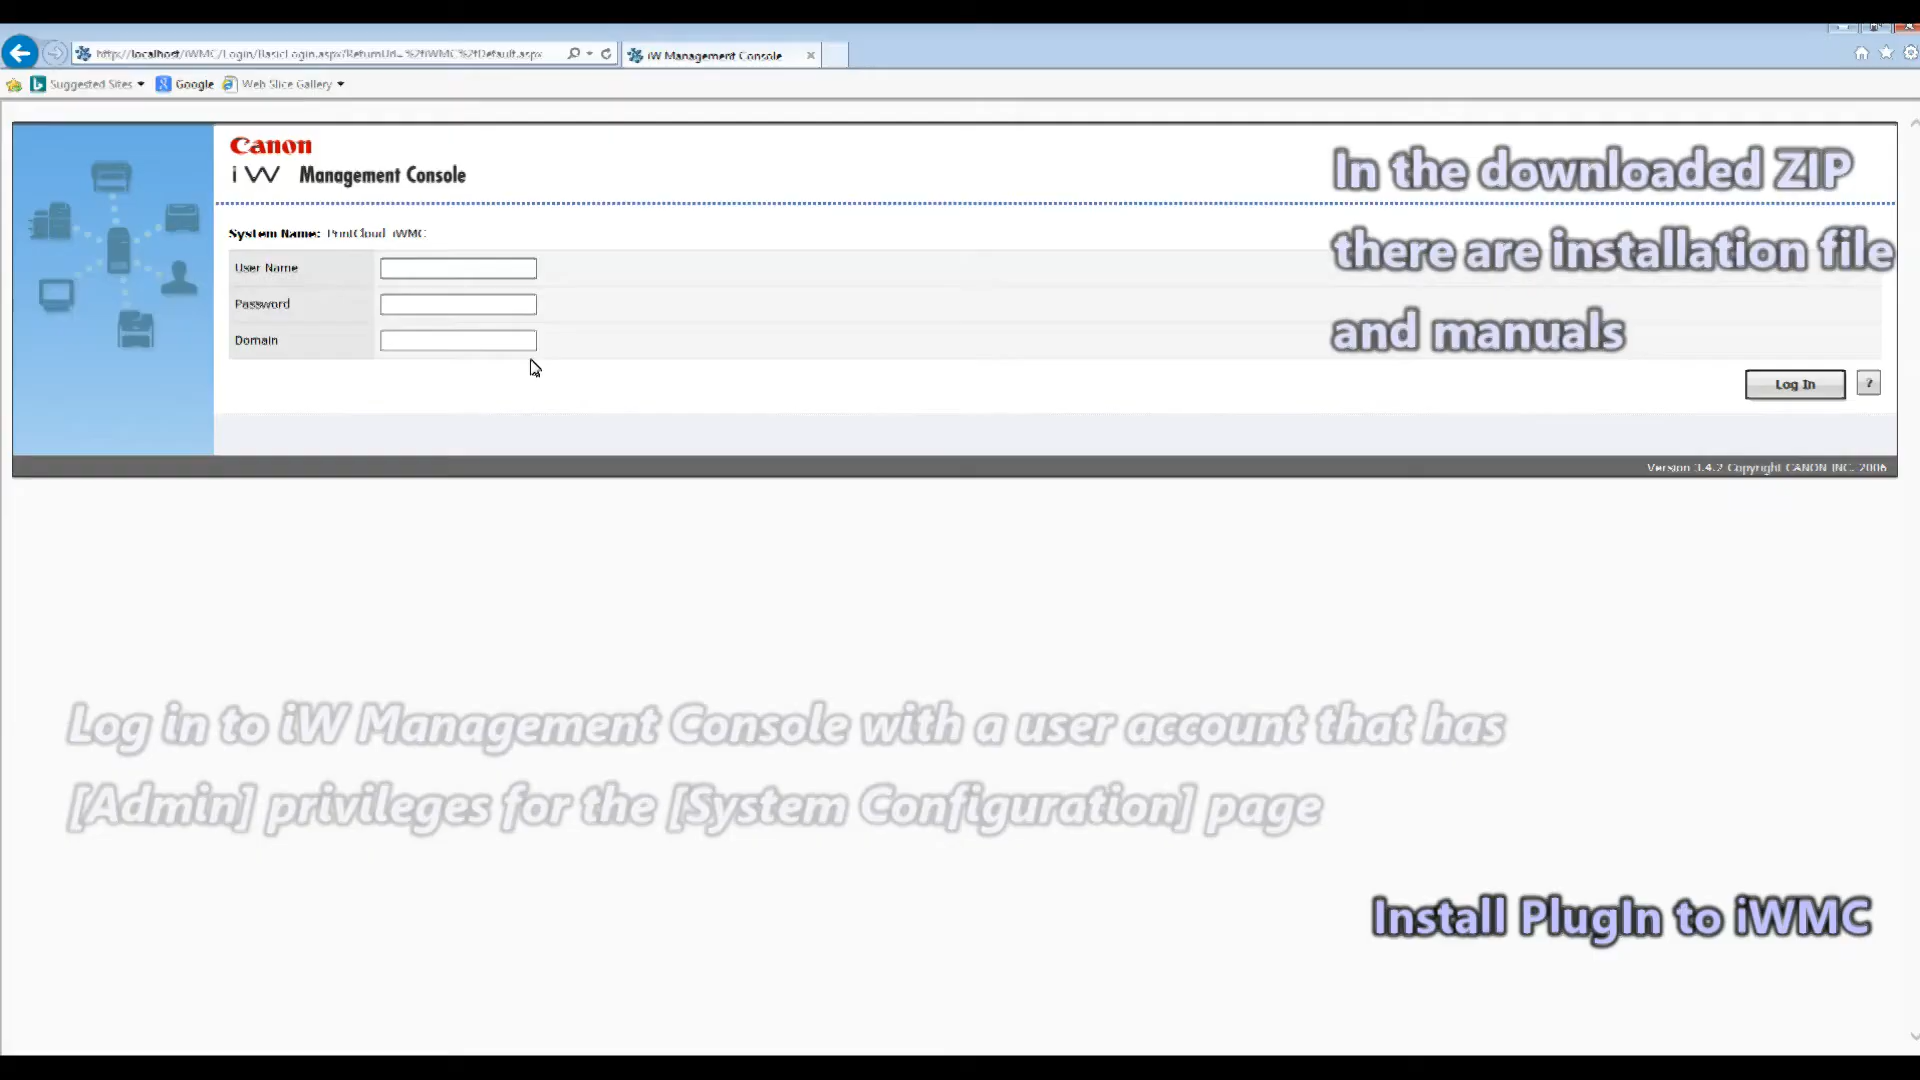 http://localhost/iWMC/Login/BasicLogin.aspx?ReturnUrl=%2fiWMC%2fDefault.aspx
iW Management Console
Suggested Sites
Google
Web Slice Gallery
Canon
iW Management Console
In the downloaded ZIP
there are installation file
and manuals
System Name: PrintCloud iWMC
User Name
Password
Domain
Log In
?
Version 3.4.2 Copyright CANON INC. 2006
Log in to iW Management Console with a user account that has
[Admin] privileges for the [System Configuration] page
Install PlugIn to iWMC